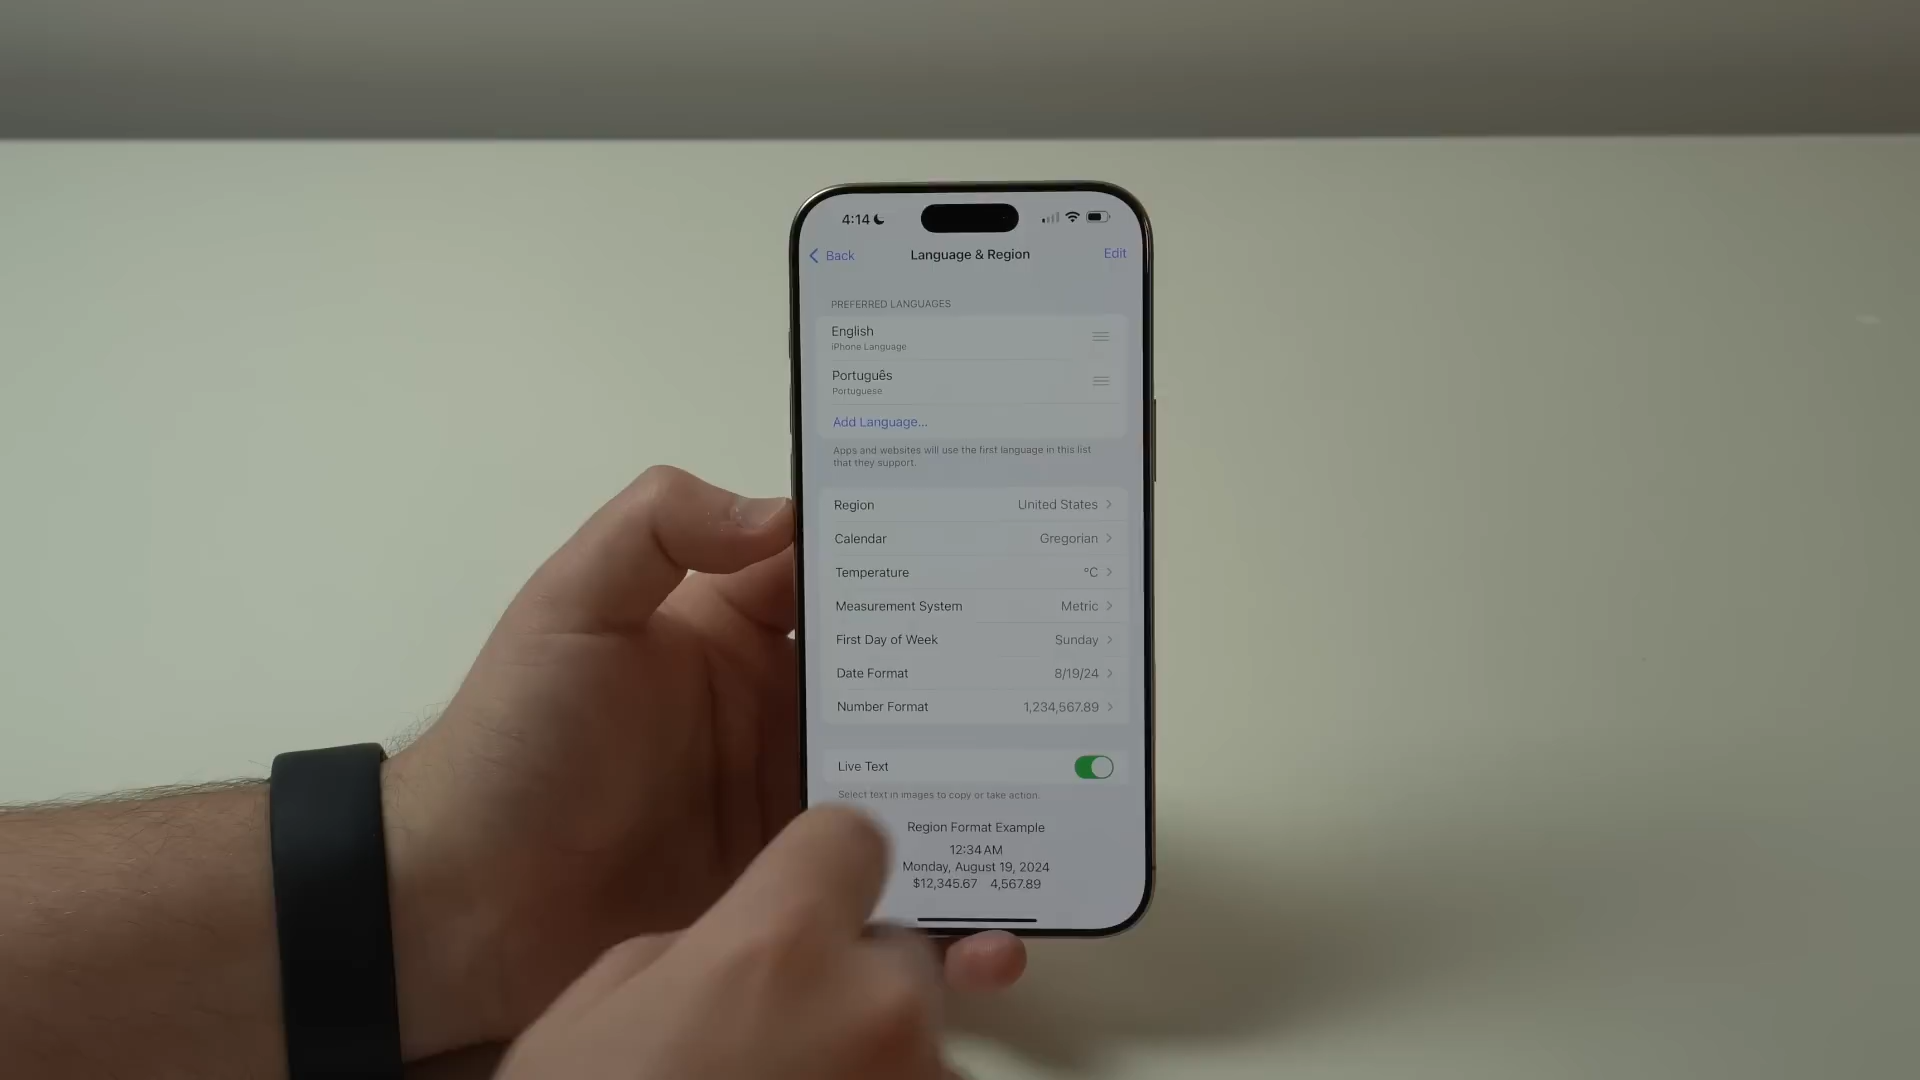 4:14
Back
Language & Region
Edit
PREFERRED LANGUAGES
English
iPhone Language
Português
Portuguese
Add Language...
Apps and websites will use the first language in this list
that they support.
Region United States
Calendar Gregorian
Temperature °C
Measurement System Metric
First Day of Week Sunday
Date Format 8/19/24
Number Format 1,234,567.89
Live Text
Select text in images to copy or take action.
Region Format Example
12:34 AM
Monday, August 19, 2024
$12,345.67 4,567.89